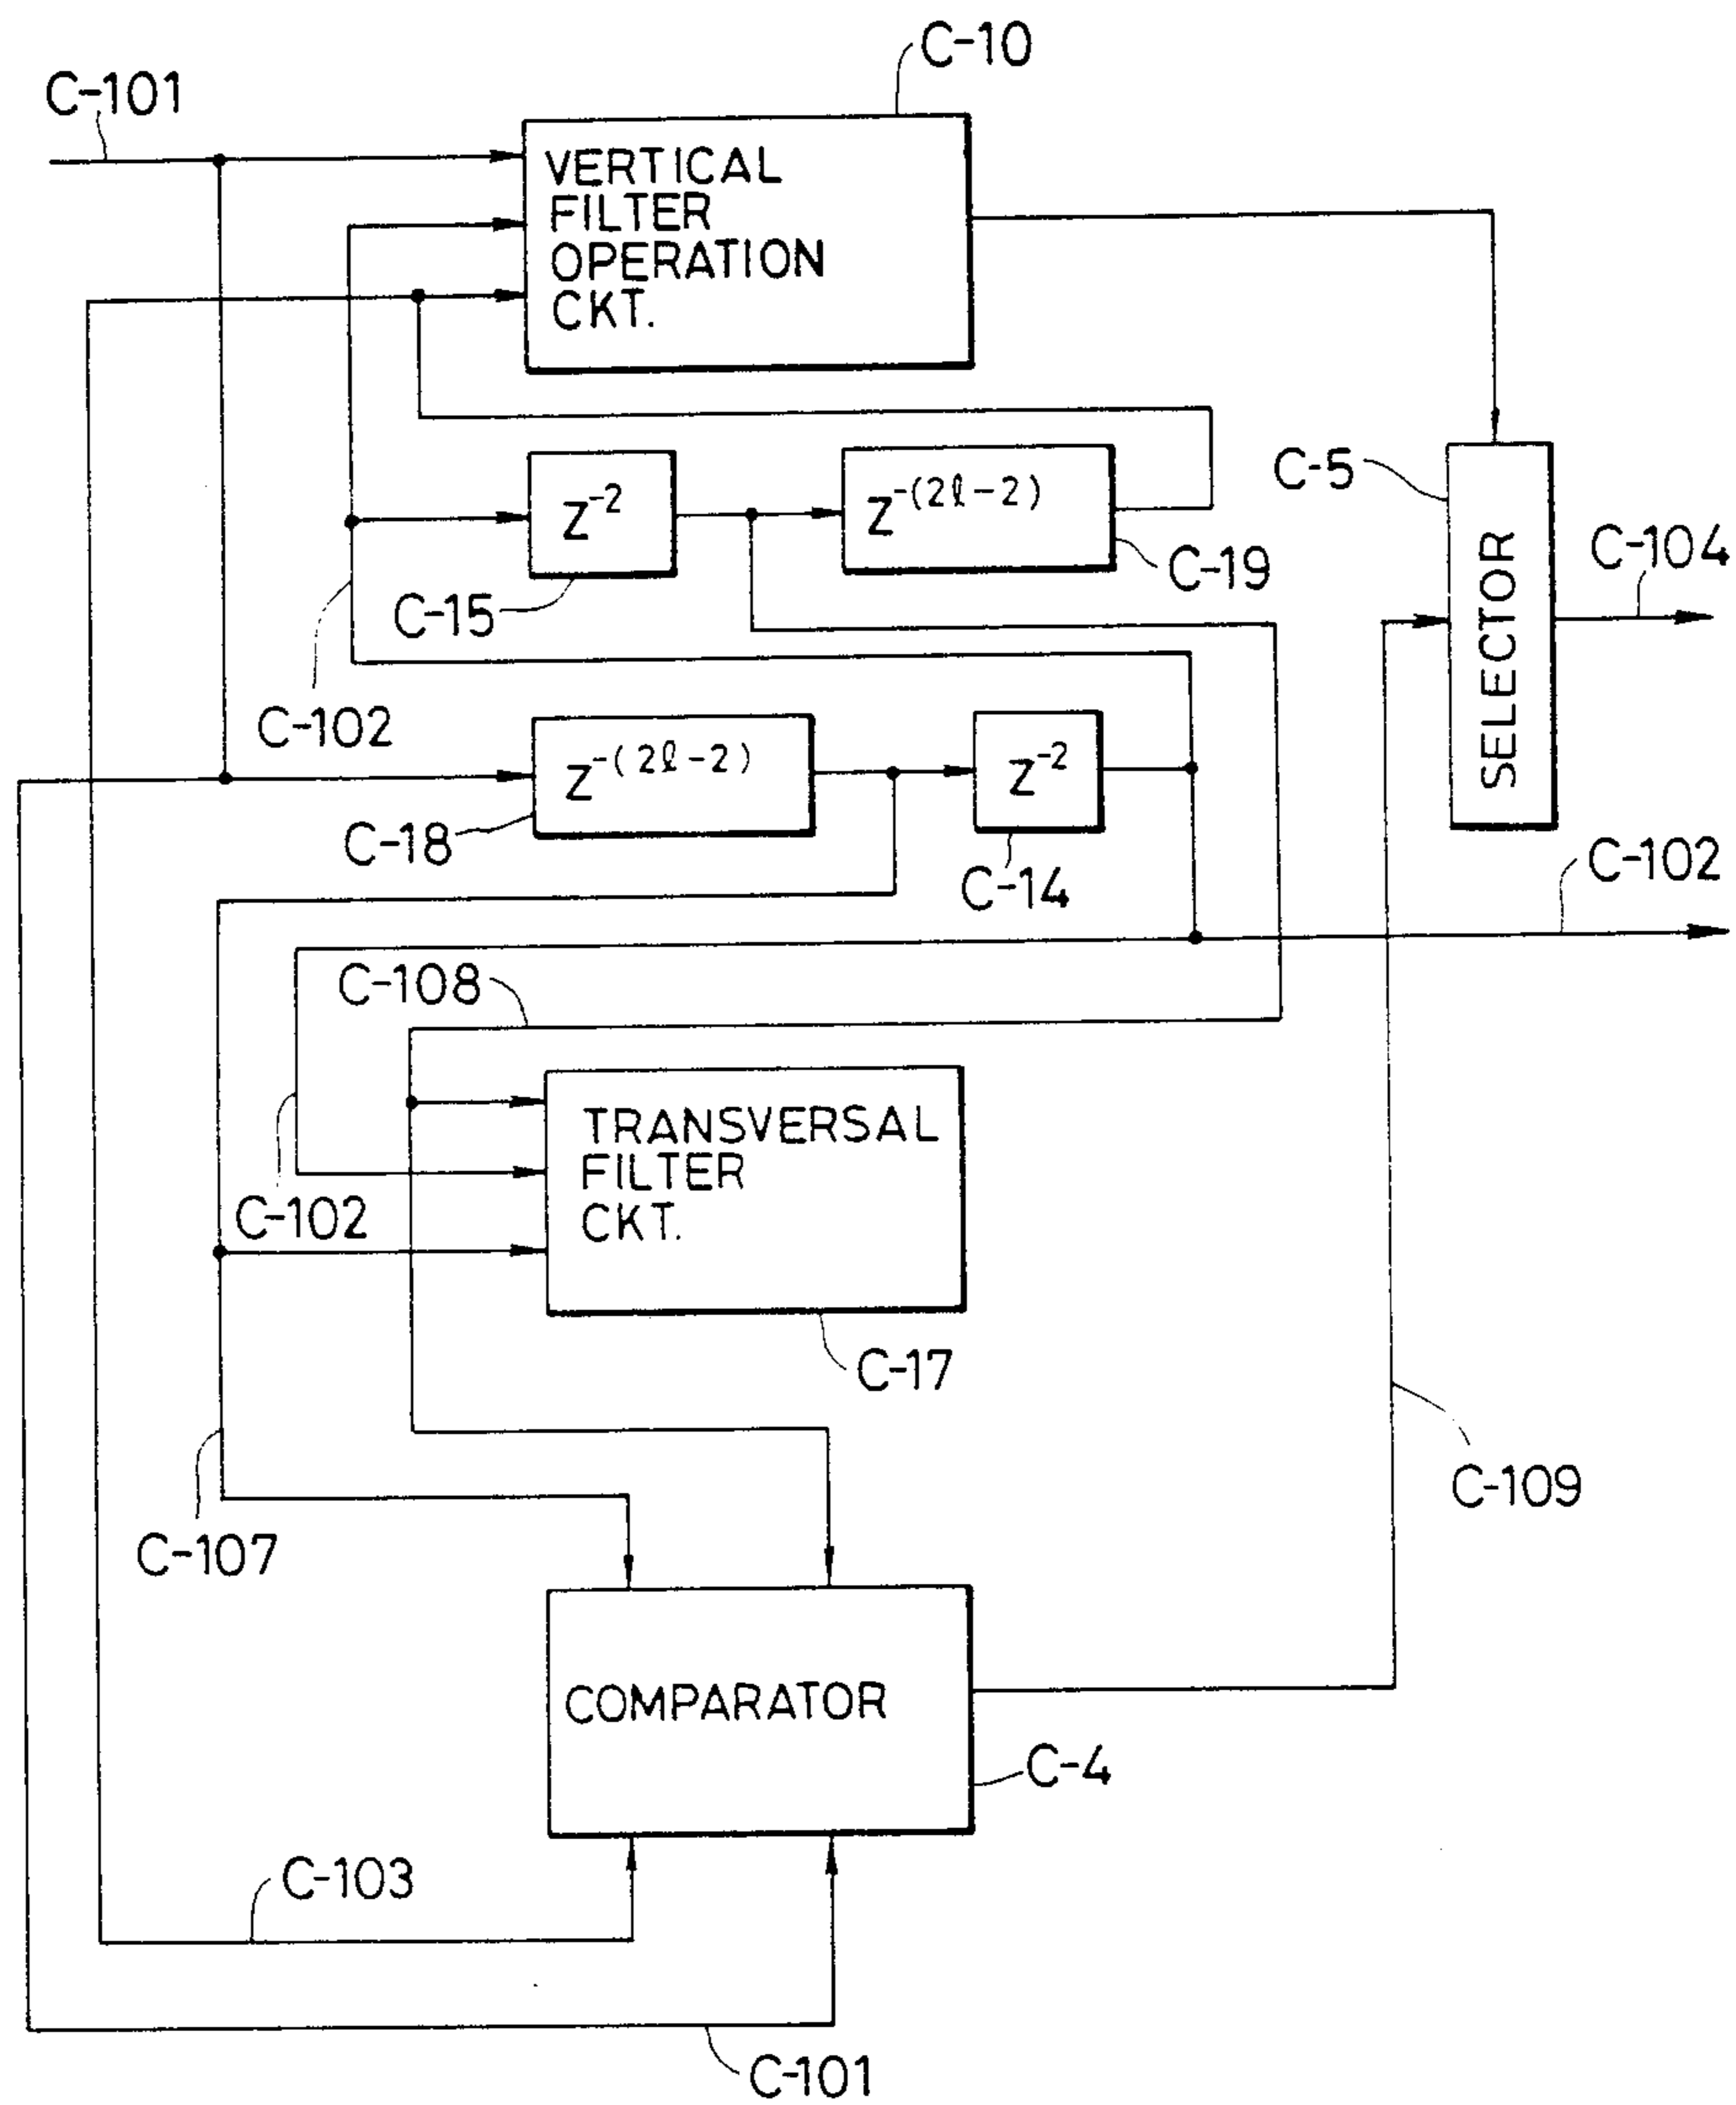 C-10
C-101
VERTICAL
FILTER
OPERATION
CKT.
C-5
Z⁻²
Z^-(2ℓ-2)
C-104
C-19
C-15
SELECTOR
C-102
Z^-(2ℓ-2)
Z⁻²
C-18
C-14
C-102
C-108
TRANSVERSAL
FILTER
CKT.
C-102
C-17
C-109
C-107
COMPARATOR
C-4
C-103
C-101